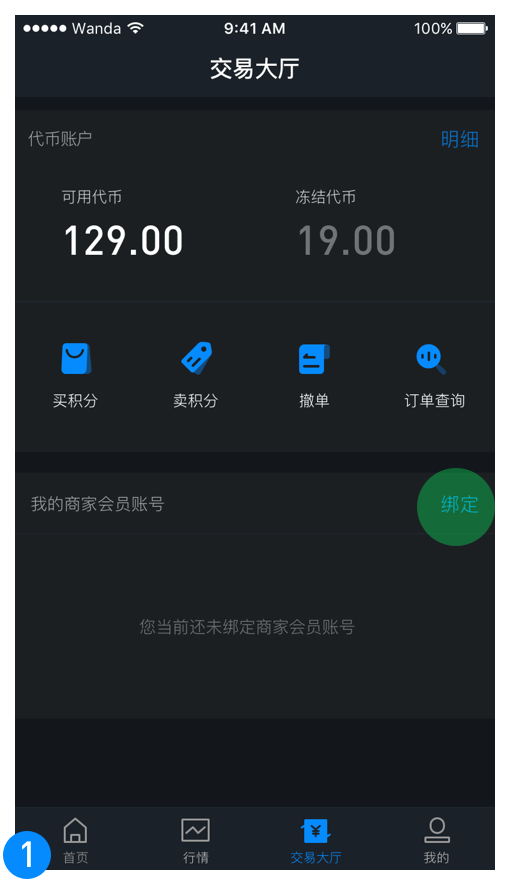 Wanda 9:41 AM 100%
交易大厅
代币账户 明细
可用代币 冻结代币
129.00 19.00
买积分 卖积分 撤单 订单查询
我的商家会员账号 绑定
您当前还未绑定商家会员账号
¥
首页 行情 交易大厅 我的
1